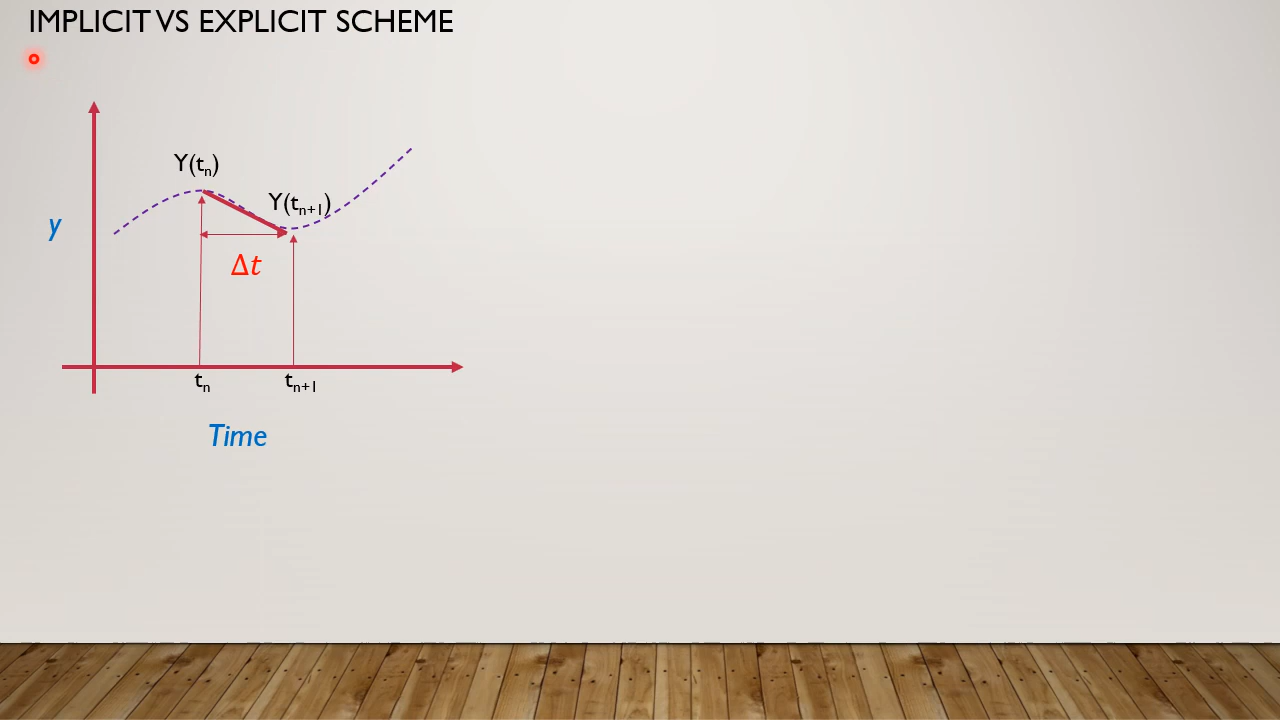 IMPLICIT VS EXPLICIT SCHEME
Y(tn)
Y(tn+1)
y
Δt
tn
tn+1
Time